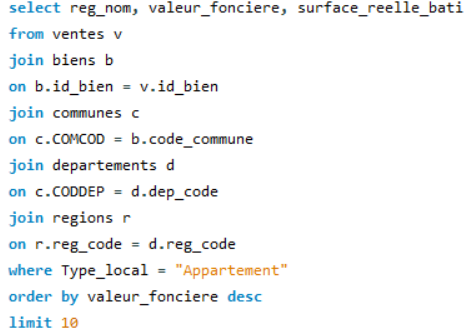 select reg_nom, valeur_fonciere, surface_reelle_bati
from ventes v
join biens b
on b.id_bien = v.id_bien
join communes c
on c.COMCOD = b.code_commune
join departements d
on c.CODDEP = d.dep_code
join regions r
on r.reg_code = d.reg_code
where Type_local = "Appartement"
order by valeur_fonciere desc
limit 10